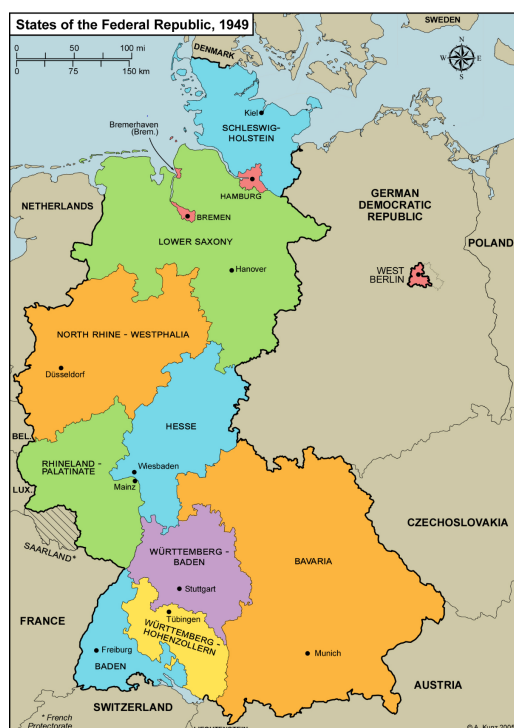 States of the Federal Republic, 1949
0 50 100 mi
0 75 150 km
SWEDEN
DENMARK
N
W E
S
Kiel
SCHLESWIG-
HOLSTEIN
Bremerhaven
(Brem.)
HAMBURG
NETHERLANDS
BREMEN
GERMAN
DEMOCRATIC
REPUBLIC
LOWER SAXONY
POLAND
Hanover
WEST
BERLIN
NORTH RHINE - WESTPHALIA
Düsseldorf
HESSE
BEL.
RHINELAND -
PALATINATE
Wiesbaden
Mainz
LUX.
CZECHOSLOVAKIA
SAARLAND*
WÜRTTEMBERG -
BADEN
BAVARIA
Stuttgart
FRANCE
Tübingen
WÜRTTEMBERG -
HOHENZOLLERN
Freiburg
BADEN
Munich
AUSTRIA
SWITZERLAND
* French
Protectorate
LIECHTENSTEIN
© A. Kunz 2005